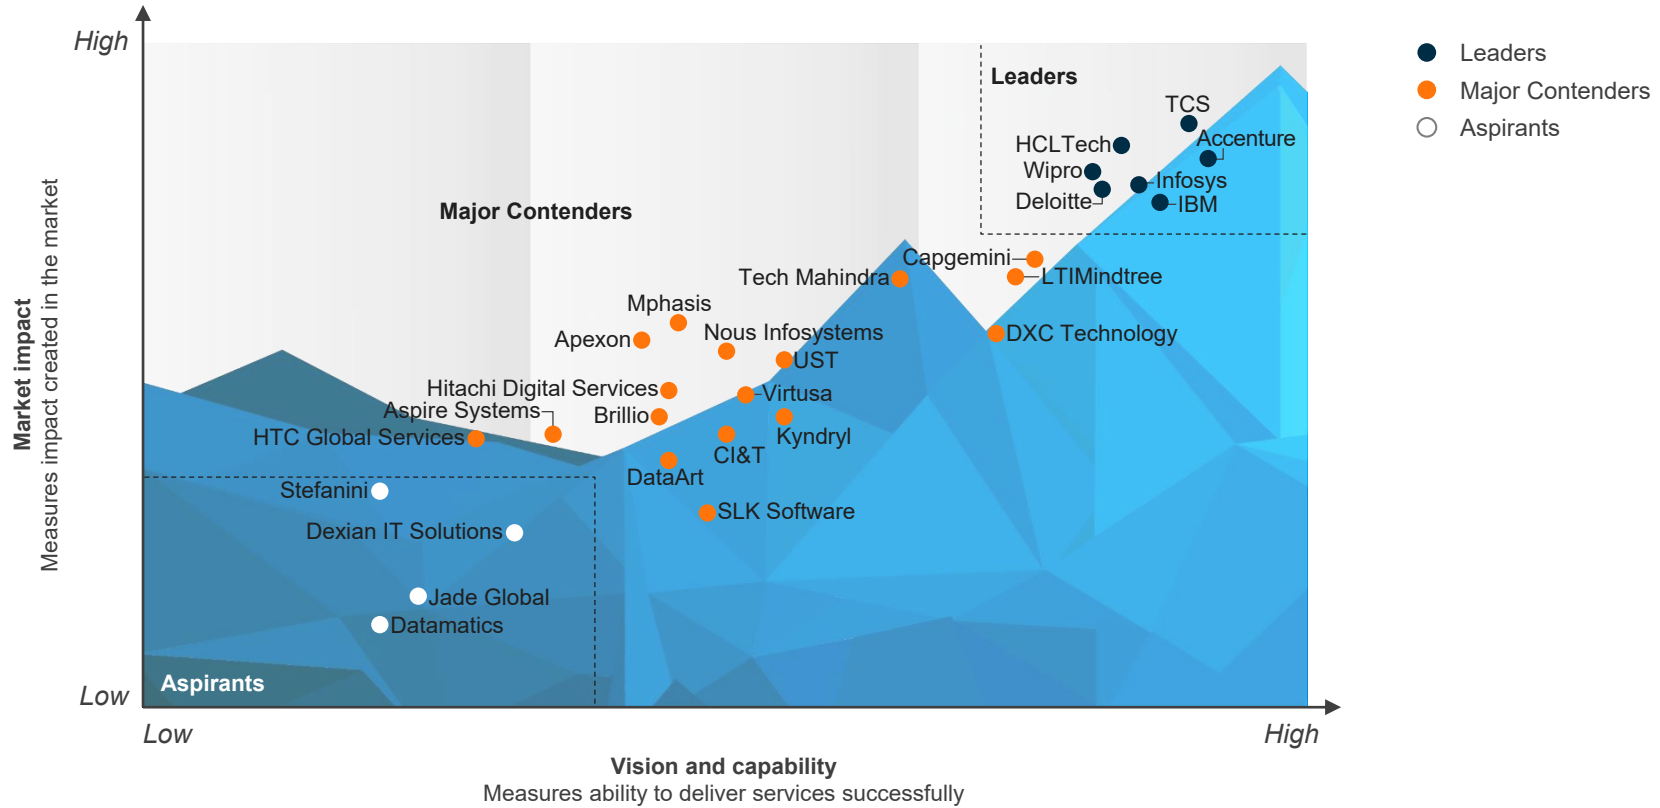 High
Leaders
Leaders
Major Contenders
Aspirants
TCS
HCLTech
Accenture
Wipro
Infosys
Deloitte
IBM
Major Contenders
Capgemini
Tech Mahindra
LTIMindtree
Mphasis
Nous Infosystems
Apexon
DXC Technology
UST
Hitachi Digital Services
Virtusa
Aspire Systems
Brillio
HTC Global Services
Kyndryl
CI&T
DataArt
Stefanini
SLK Software
Dexian IT Solutions
Jade Global
Datamatics
Aspirants
Market impact
Measures impact created in the market
Low
Low
High
Vision and capability
Measures ability to deliver services successfully